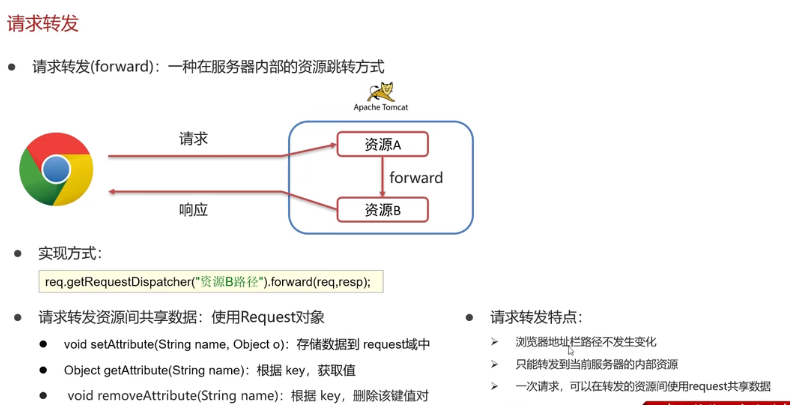 请求转发
请求转发(forward)：一种在服务器内部的资源跳转方式
Apache Tomcat
请求
资源A
forward
资源B
响应
实现方式：
req.getRequestDispatcher("资源B路径").forward(req,resp);
请求转发资源间共享数据：使用Request对象
void setAttribute(String name, Object o)：存储数据到 request域中
Object getAttribute(String name)：根据 key，获取值
void removeAttribute(String name)：根据 key，删除该键值对
请求转发特点：
浏览器地址栏路径不发生变化
只能转发到当前服务器的内部资源
一次请求，可以在转发的资源间使用request共享数据